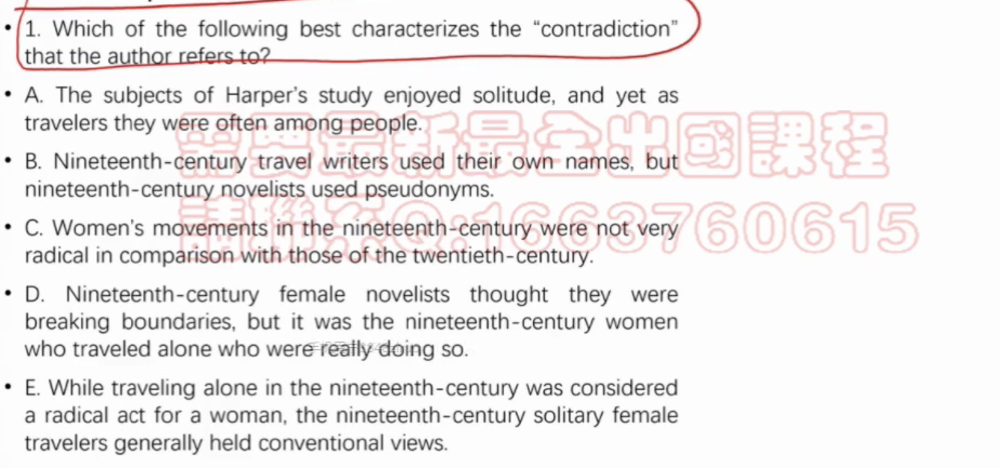 • 1. Which of the following best characterizes the “contradiction”
that the author refers to?
• A. The subjects of Harper’s study enjoyed solitude, and yet as
travelers they were often among people.
需要最新最全出國課程
• B. Nineteenth-century travel writers used their own names, but
nineteenth-century novelists used pseudonyms.
請聯系Q:1663760615
• C. Women’s movements in the nineteenth-century were not very
radical in comparison with those of the twentieth-century.
• D. Nineteenth-century female novelists thought they were
breaking boundaries, but it was the nineteenth-century women
who traveled alone who were really doing so.
• E. While traveling alone in the nineteenth-century was considered
a radical act for a woman, the nineteenth-century solitary female
travelers generally held conventional views.